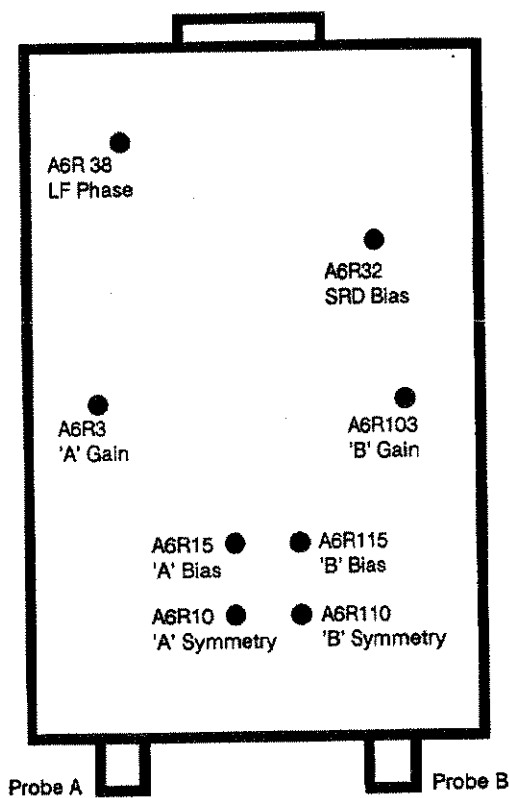 A6R 38
LF Phase
A6R32
SRD Bias
A6R3
'A' Gain
A6R103
'B' Gain
A6R15
'A' Bias
A6R115
'B' Bias
A6R10
'A' Symmetry
A6R110
'B' Symmetry
Probe A
Probe B